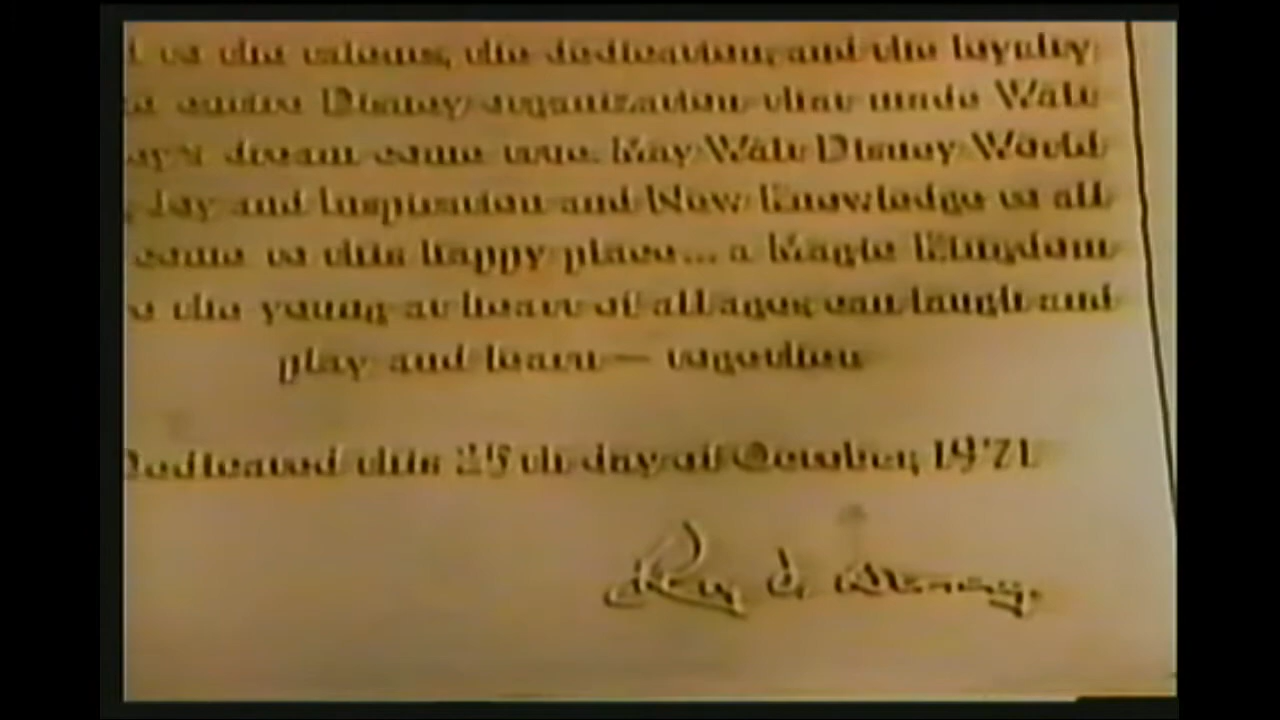 to the talents, the dedication, and the loyalty
entire Disney organization that made Walt
dream come true. May Walt Disney World
Joy and Inspiration and New Knowledge to all
come to this happy place... a Magic Kingdom
the young at heart of all ages can laugh and
play and learn — together
Dedicated this 25th day of October, 1971
Roy O. Disney